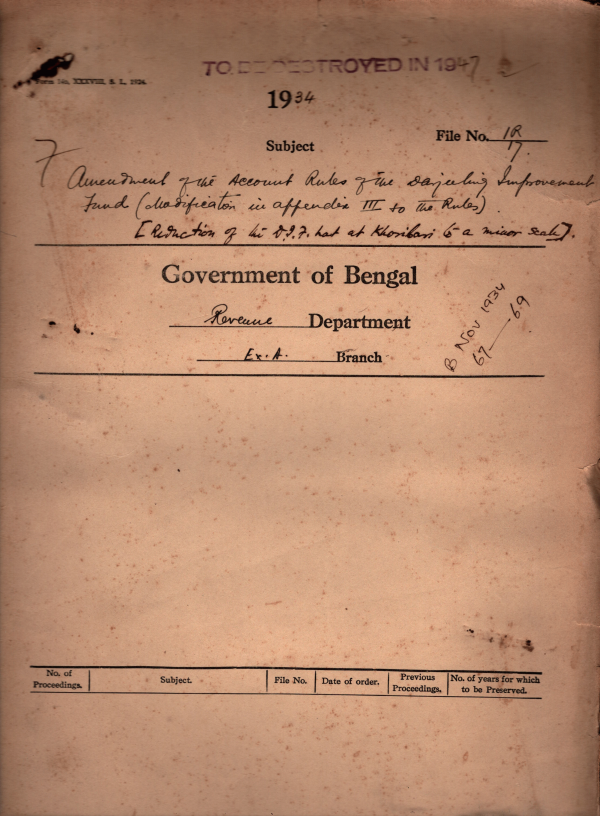 Form No. XXXVIII, S. L., 1924.
TO BE DESTROYED IN 1947
1934
Subject
File No. 1R/17
7
Amendment of the Account Rules of the Darjeeling Improvement
Fund (Modification in appendix III to the Rules).
[Reduction of the D.I.F. hat at Khoribari to a minor scale].
Government of Bengal
Revenue Department
Ex. A. Branch
B Nov 1934
67—69
No. of Proceedings. Subject. File No. Date of order. Previous Proceedings. No. of years for which to be Preserved.